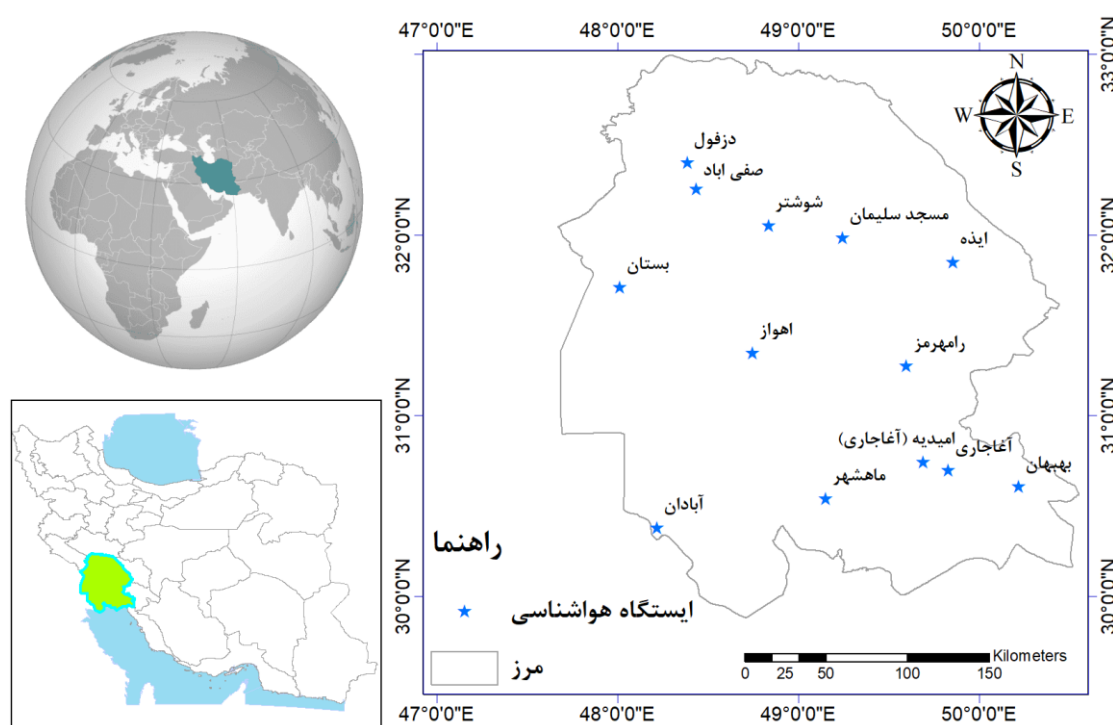 47°0'0"E 48°0'0"E 49°0'0"E 50°0'0"E
33°0'0"N
32°0'0"N
31°0'0"N
30°0'0"N
N
W E
S
دزفول
صفی اباد
شوشتر
مسجد سلیمان
ایذه
بستان
اهواز
رامهرمز
امیدیه (آغاجاری)
آغاجاری
بهبهان
ماهشهر
آبادان
راهنما
ایستگاه هواشناسی
مرز
Kilometers
0 25 50 100 150
33°0'0"N
32°0'0"N
31°0'0"N
30°0'0"N
47°0'0"E 48°0'0"E 49°0'0"E 50°0'0"E